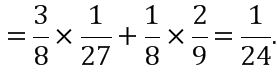 = 3/8 × 1/27 + 1/8 × 2/9 = 1/24.